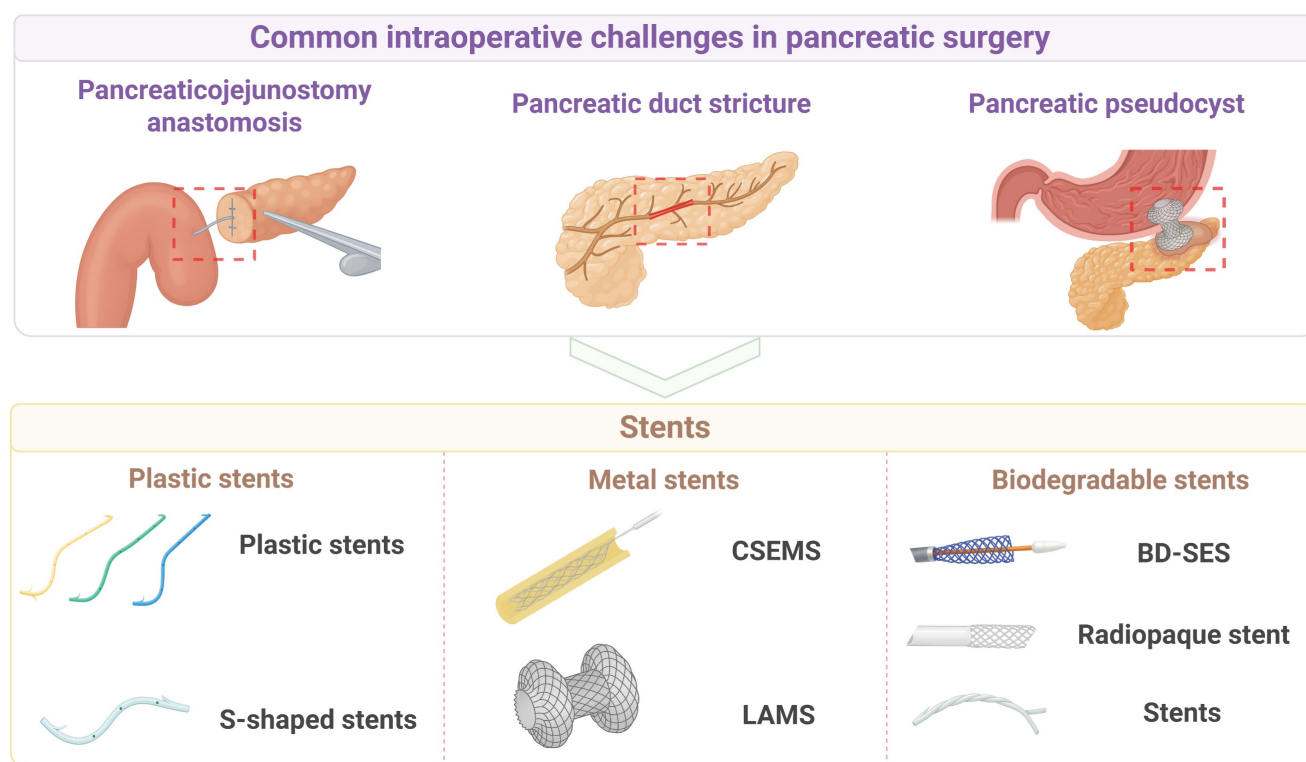 Common intraoperative challenges in pancreatic surgery
Pancreaticojejunostomy
anastomosis
Pancreatic duct stricture
Pancreatic pseudocyst
Stents
Plastic stents
Plastic stents
S-shaped stents
Metal stents
CSEMS
LAMS
Biodegradable stents
BD-SES
Radiopaque stent
Stents